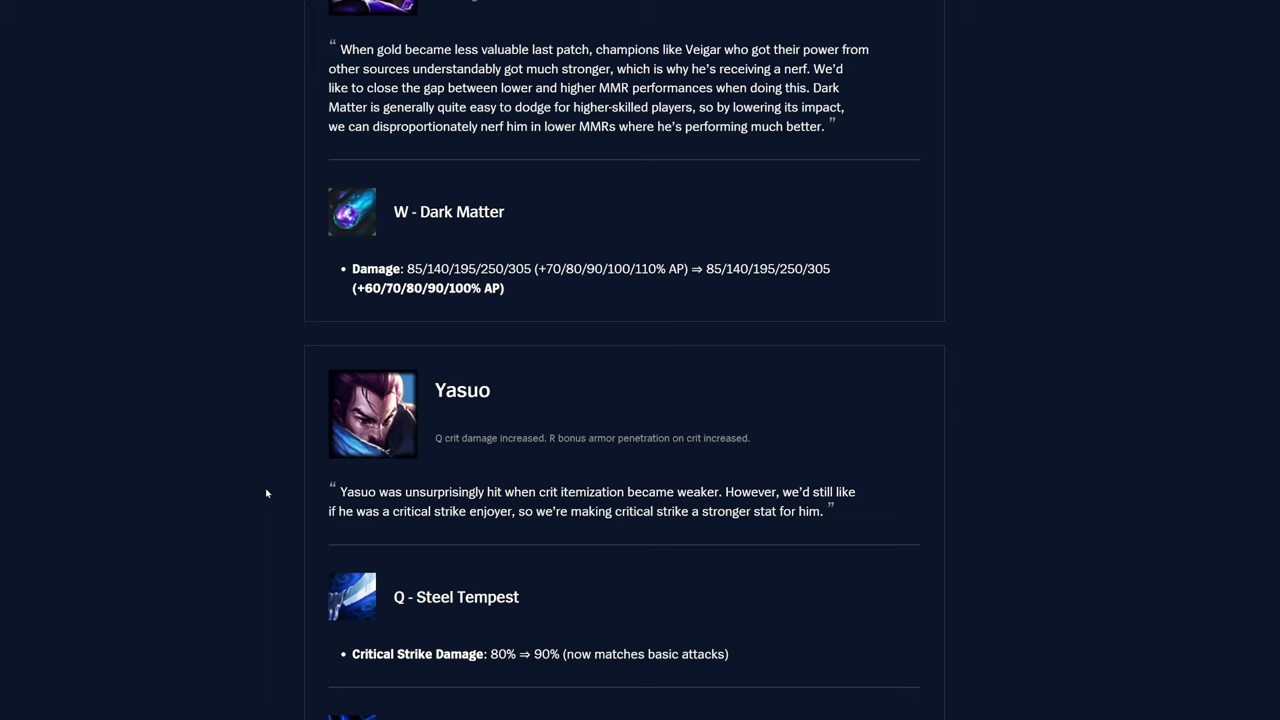 “ When gold became less valuable last patch, champions like Veigar who got their power from
other sources understandably got much stronger, which is why he’s receiving a nerf. We’d
like to close the gap between lower and higher MMR performances when doing this. Dark
Matter is generally quite easy to dodge for higher-skilled players, so by lowering its impact,
we can disproportionately nerf him in lower MMRs where he’s performing much better. ”
W - Dark Matter
• Damage: 85/140/195/250/305 (+70/80/90/100/110% AP) ⇒ 85/140/195/250/305
(+60/70/80/90/100% AP)
Yasuo
Q crit damage increased. R bonus armor penetration on crit increased.
“ Yasuo was unsurprisingly hit when crit itemization became weaker. However, we’d still like
if he was a critical strike enjoyer, so we’re making critical strike a stronger stat for him. ”
Q - Steel Tempest
• Critical Strike Damage: 80% ⇒ 90% (now matches basic attacks)